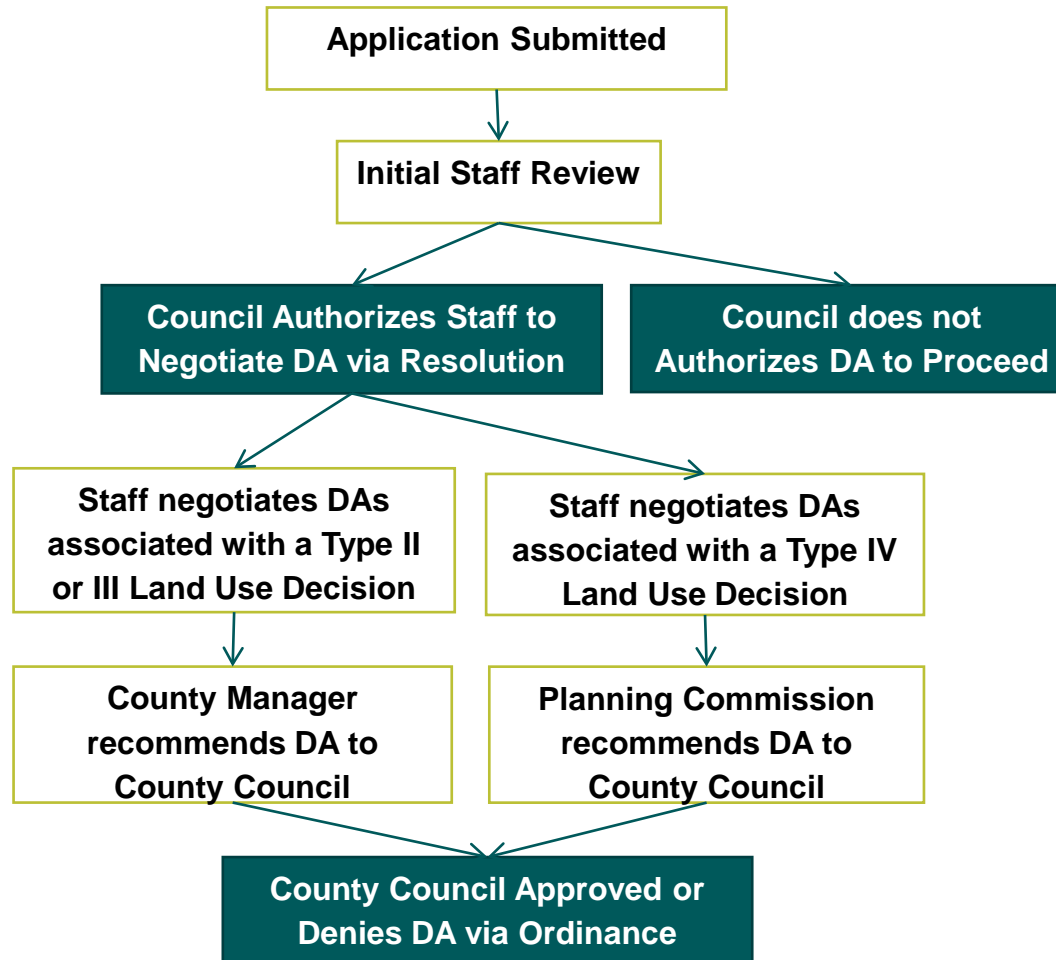 Application Submitted
Initial Staff Review
Council Authorizes Staff to
Negotiate DA via Resolution
Council does not
Authorizes DA to Proceed
Staff negotiates DAs
associated with a Type II
or III Land Use Decision
Staff negotiates DAs
associated with a Type IV
Land Use Decision
County Manager
recommends DA to
County Council
Planning Commission
recommends DA to
County Council
County Council Approved or
Denies DA via Ordinance